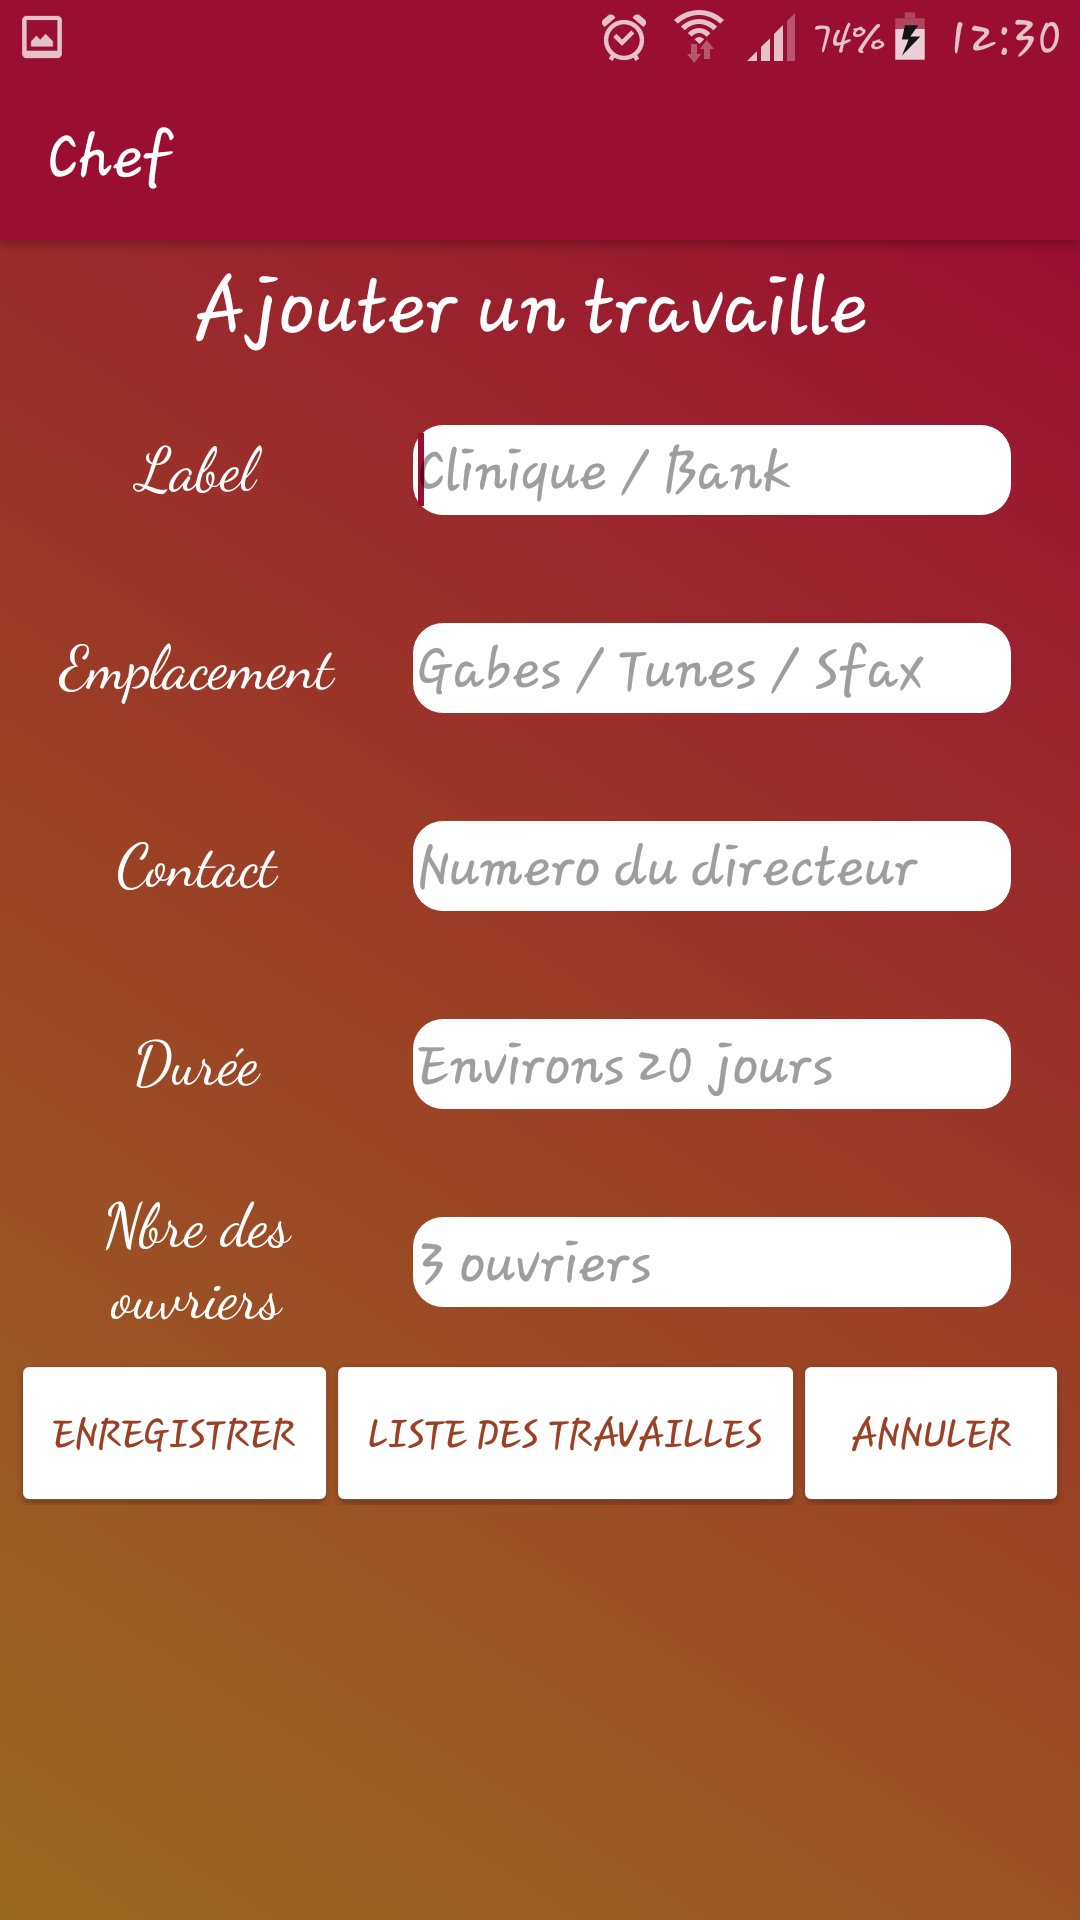 74% 12:30
Chef
Ajouter un travaille
Label Clinique / Bank
Emplacement Gabes / Tunes / Sfax
Contact Numero du directeur
Durée Environs 20 jours
Nbre des
ouvriers
3 ouvriers
ENREGISTRER LISTE DES TRAVAILLES ANNULER